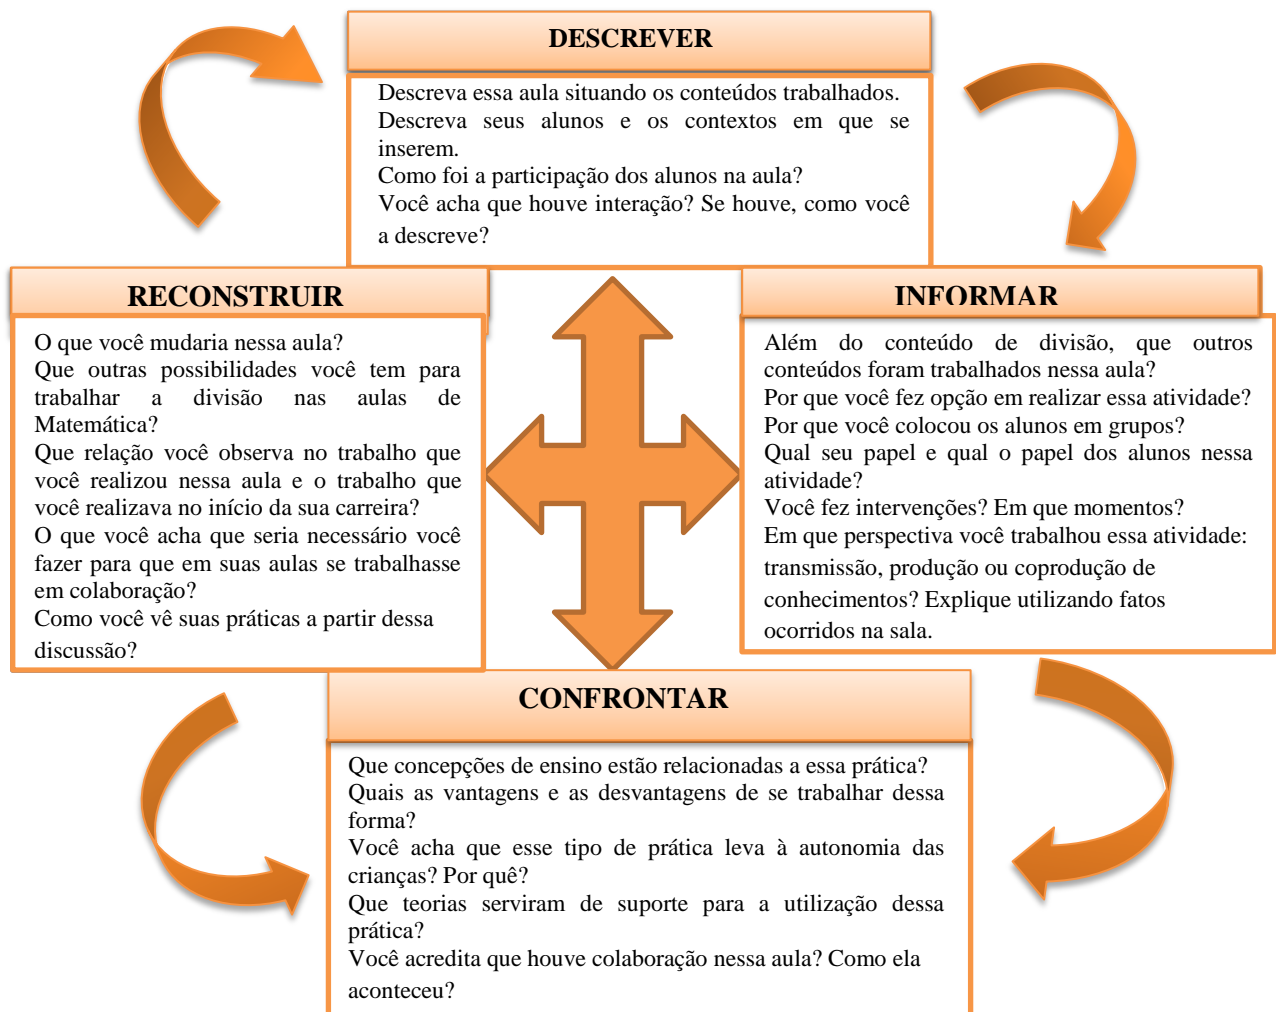 DESCREVER
Descreva essa aula situando os conteúdos trabalhados.
Descreva seus alunos e os contextos em que se
inserem.
Como foi a participação dos alunos na aula?
Você acha que houve interação? Se houve, como você
a descreve?
RECONSTRUIR
O que você mudaria nessa aula?
Que outras possibilidades você tem para
trabalhar a divisão nas aulas de
Matemática?
Que relação você observa no trabalho que
você realizou nessa aula e o trabalho que
você realizava no início da sua carreira?
O que você acha que seria necessário você
fazer para que em suas aulas se trabalhasse
em colaboração?
Como você vê suas práticas a partir dessa
discussão?
INFORMAR
Além do conteúdo de divisão, que outros
conteúdos foram trabalhados nessa aula?
Por que você fez opção em realizar essa atividade?
Por que você colocou os alunos em grupos?
Qual seu papel e qual o papel dos alunos nessa
atividade?
Você fez intervenções? Em que momentos?
Em que perspectiva você trabalhou essa atividade:
transmissão, produção ou coprodução de
conhecimentos? Explique utilizando fatos
ocorridos na sala.
CONFRONTAR
Que concepções de ensino estão relacionadas a essa prática?
Quais as vantagens e as desvantagens de se trabalhar dessa
forma?
Você acha que esse tipo de prática leva à autonomia das
crianças? Por quê?
Que teorias serviram de suporte para a utilização dessa
prática?
Você acredita que houve colaboração nessa aula? Como ela
aconteceu?